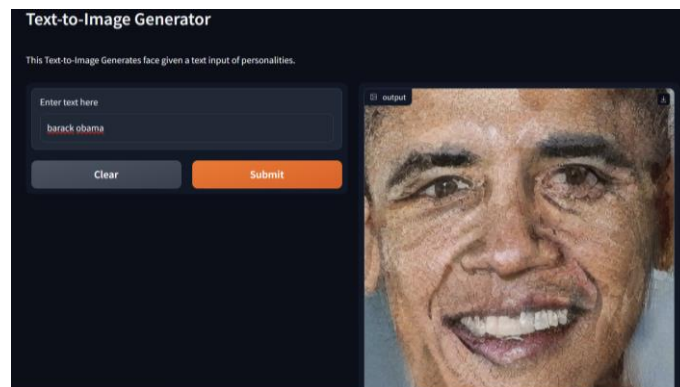 Text-to-Image Generator
This Text-to-Image Generates face given a text input of personalities.
Enter text here
barack obama
Clear
Submit
output